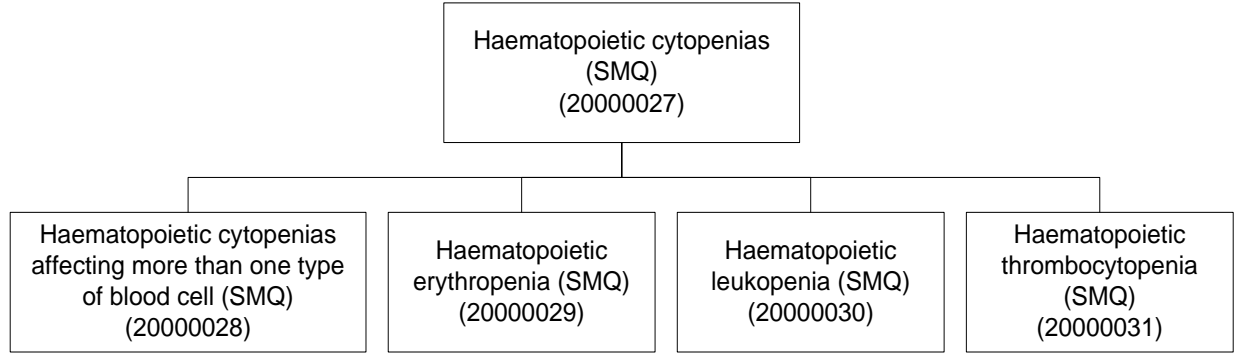 Haematopoietic cytopenias
(SMQ)
(20000027)
Haematopoietic cytopenias
affecting more than one type
of blood cell (SMQ)
(20000028)
Haematopoietic
erythropenia (SMQ)
(20000029)
Haematopoietic
leukopenia (SMQ)
(20000030)
Haematopoietic
thrombocytopenia
(SMQ)
(20000031)